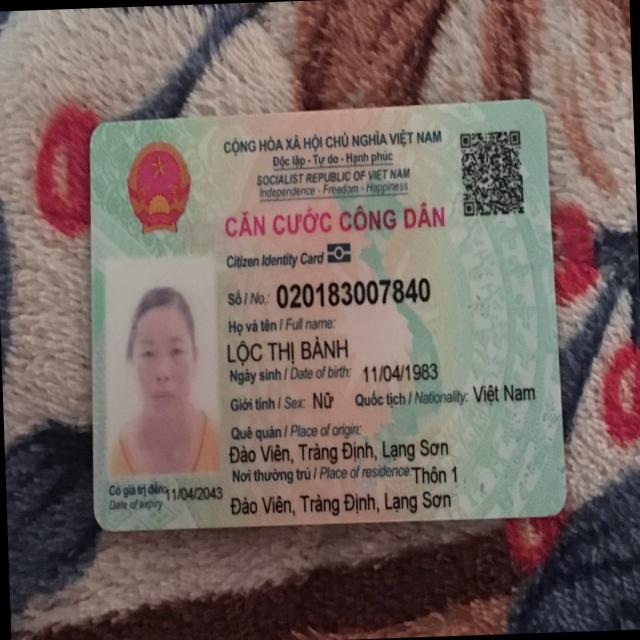 CỘNG HÒA XÃ HỘI CHỦ NGHĨA VIỆT NAM
Độc lập - Tự do - Hạnh phúc
SOCIALIST REPUBLIC OF VIET NAM
Independence - Freedom - Happiness
CĂN CƯỚC CÔNG DÂN
Citizen Identity Card
Số / No.: 020183007840
Họ và tên / Full name:
LỘC THỊ BÀNH
Ngày sinh / Date of birth: 11/04/1983
Giới tính / Sex: Nữ Quốc tịch / Nationality: Việt Nam
Quê quán / Place of origin:
Đào Viên, Tràng Định, Lạng Sơn
Nơi thường trú / Place of residence: Thôn 1
Đào Viên, Tràng Định, Lạng Sơn
Có giá trị đến: 11/04/2043
Date of expiry